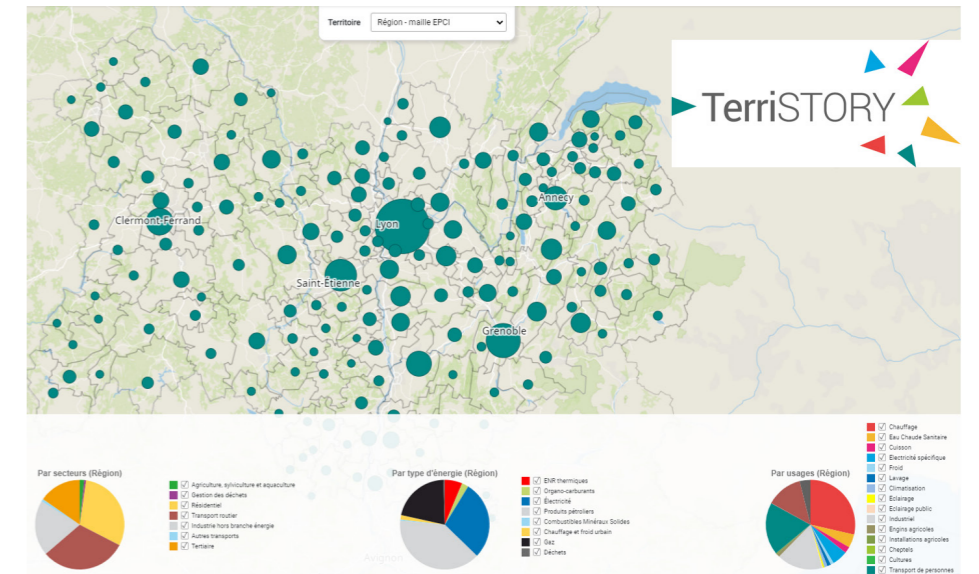 Territoire Région - maille EPCI
TerriSTORY
Annecy
Clermont-Ferrand
Lyon
Saint-Étienne
Grenoble
Avignon
Par secteurs (Région)
Agriculture, sylviculture et aquaculture
Gestion des déchets
Résidentiel
Transport routier
Industrie hors branche énergie
Autres transports
Tertiaire
Par type d'énergie (Région)
ENR thermiques
Organo-carburants
Électricité
Produits pétroliers
Combustibles Minéraux Solides
Chauffage et froid urbain
Gaz
Déchets
Par usages (Région)
Chauffage
Eau Chaude Sanitaire
Cuisson
Electricité spécifique
Froid
Lavage
Climatisation
Eclairage
Eclairage public
Industriel
Engins agricoles
Installations agricoles
Cheptels
Cultures
Transport de personnes